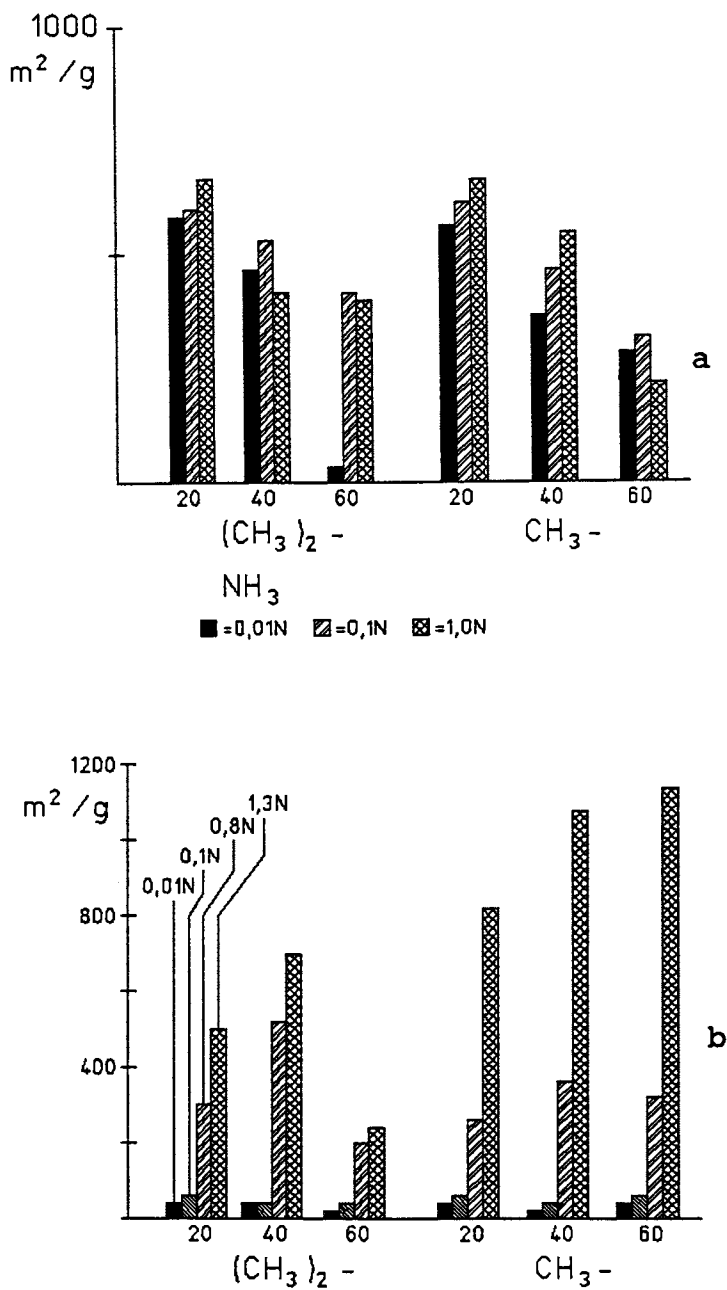 1000
m² /g
a
20 40 60 20 40 60
(CH₃)₂ - CH₃ -
NH₃
=0,01N =0,1N =1,0N
1200
m² /g
1,3N
0,8N
0,1N
0,01N
800
b
400
20 40 60 20 40 60
(CH₃)₂ - CH₃ -